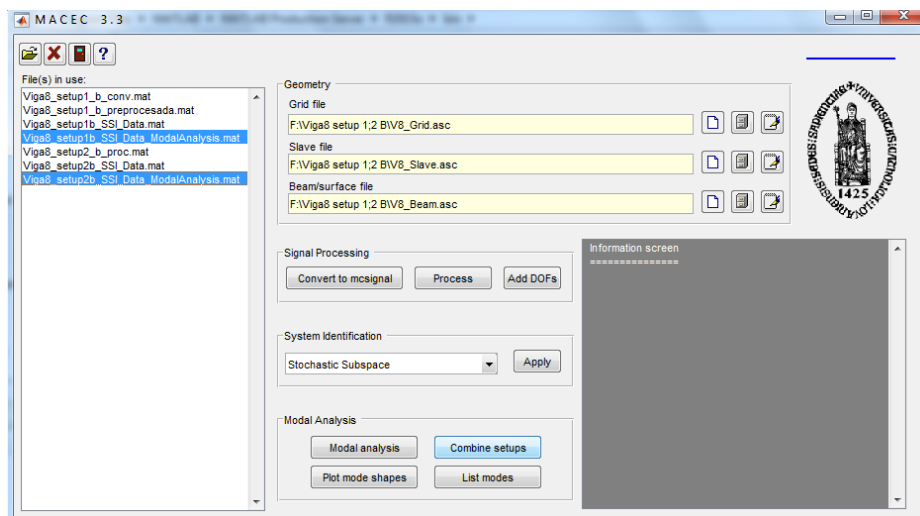 MACEC 3.3
File(s) in use:
Viga8_setup1_b_conv.mat
Viga8_setup1_b_preprocesada.mat
Viga8_setup1b_SSI_Data.mat
Viga8_setup1b_SSI_Data_ModalAnalysis.mat
Viga8_setup2_b_proc.mat
Viga8_setup2b_SSI_Data.mat
Viga8_setup2b_SSI_Data_ModalAnalysis.mat
Geometry
Grid file
F:\Viga8 setup 1;2 B\V8_Grid.asc
Slave file
F:\Viga8 setup 1;2 B\V8_Slave.asc
Beam/surface file
F:\Viga8 setup 1;2 B\V8_Beam.asc
1425
Signal Processing
Convert to mcsignal Process Add DOFs
System Identification
Stochastic Subspace Apply
Modal Analysis
Modal analysis Combine setups
Plot mode shapes List modes
Information screen
===============